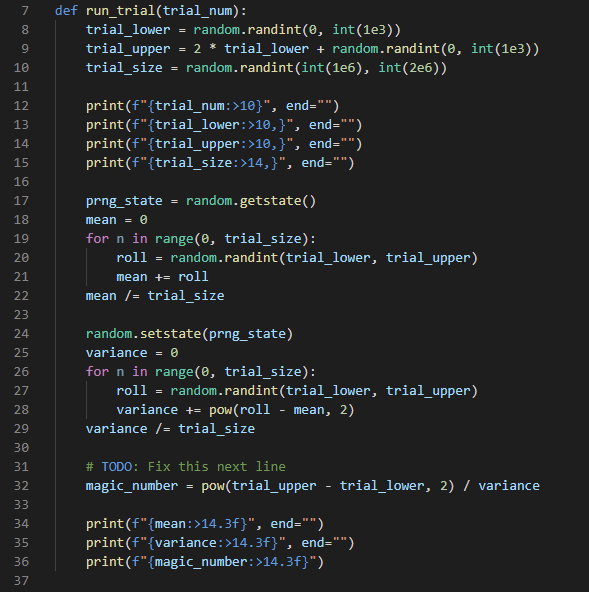 7 def run_trial(trial_num):
8     trial_lower = random.randint(0, int(1e3))
9     trial_upper = 2 * trial_lower + random.randint(0, int(1e3))
10     trial_size = random.randint(int(1e6), int(2e6))
11
12     print(f"{trial_num:>10}", end="")
13     print(f"{trial_lower:>10,}", end="")
14     print(f"{trial_upper:>10,}", end="")
15     print(f"{trial_size:>14,}", end="")
16
17     prng_state = random.getstate()
18     mean = 0
19     for n in range(0, trial_size):
20         roll = random.randint(trial_lower, trial_upper)
21         mean += roll
22     mean /= trial_size
23
24     random.setstate(prng_state)
25     variance = 0
26     for n in range(0, trial_size):
27         roll = random.randint(trial_lower, trial_upper)
28         variance += pow(roll - mean, 2)
29     variance /= trial_size
30
31     # TODO: Fix this next line
32     magic_number = pow(trial_upper - trial_lower, 2) / variance
33
34     print(f"{mean:>14.3f}", end="")
35     print(f"{variance:>14.3f}", end="")
36     print(f"{magic_number:>14.3f}")
37